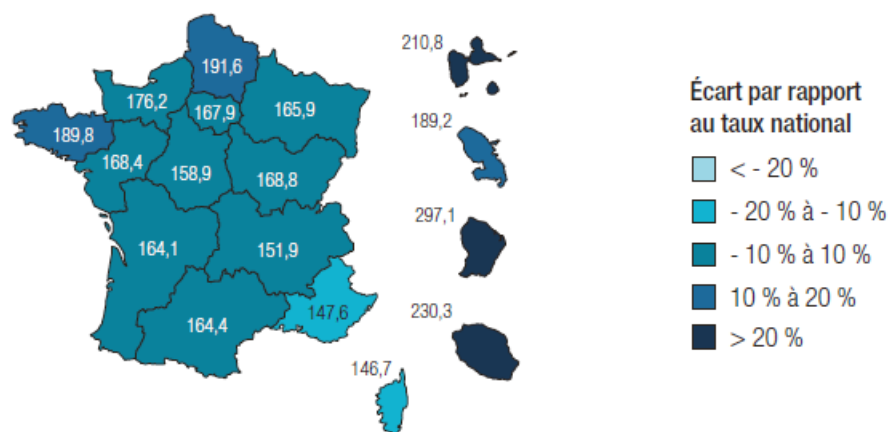 210,8
191,6
176,2
167,9
165,9
189,8
189,2
168,4
158,9
168,8
297,1
164,1
151,9
147,6
230,3
164,4
146,7
Écart par rapport
au taux national
< - 20 %
- 20 % à - 10 %
- 10 % à 10 %
10 % à 20 %
> 20 %